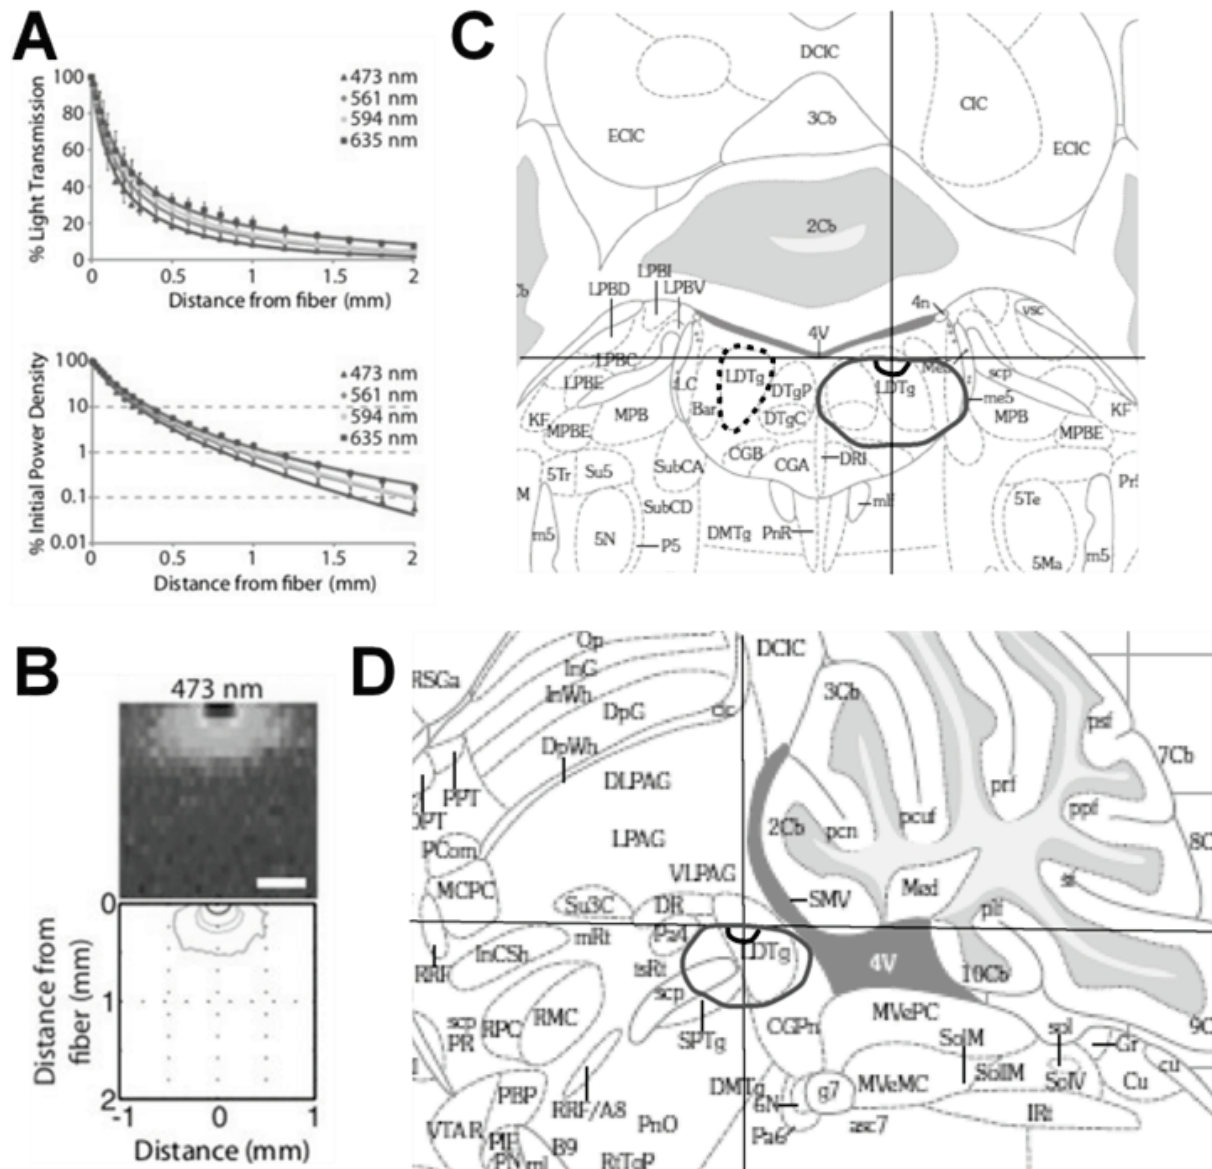 A
% Light Transmission
100
80
60
40
20
0
0
0.5
1
1.5
2
Distance from fiber (mm)
473 nm
561 nm
594 nm
635 nm
% Initial Power Density
100
10
1
0.1
0.01
0
0.5
1
1.5
2
Distance from fiber (mm)
473 nm
561 nm
594 nm
635 nm
C
DCIC
3Cb
ECIC
CIC
ECIC
2Cb
LPBI
LPBD
LPBV
4n
vsc
4V
LPBC
LPBE
LC
LDTg
DTgP
LDTg
scp
me5
KF
MPB
Bar
DTgC
MPB
KF
MPBE
CGB
MPBE
5Tr
Su5
SubCA
CGA
DRI
M
SubCD
mlf
5Te
m5
5N
P5
DMTg
PnR
5Ma
m5
B
473 nm
Distance from
fiber (mm)
0
1
2
-1
0
1
Distance (mm)
D
Op
DCIC
RSGa
InG
InWh
DpG
cic
3Cb
psf
DpWh
7Cb
PPT
DLPAG
prf
ppf
2Cb
pcn
pcuf
PCom
LPAG
MCPC
VLPAG
SMV
Med
Su3C
DR
plf
mRt
Pa4
InCSh
isRt
LDTg
4V
10Cb
RRF
scp
scp
PR
RPC
RMC
SPTg
CGPn
MVePC
SolM
spl
Gr
9C
PBP
RRF/A8
DMTg
6N
g7
MVeMC
SolIM
SolV
Cu
cu
VTAR
PIF
PnO
Pa6
asc7
IRt
B9
RtTgP